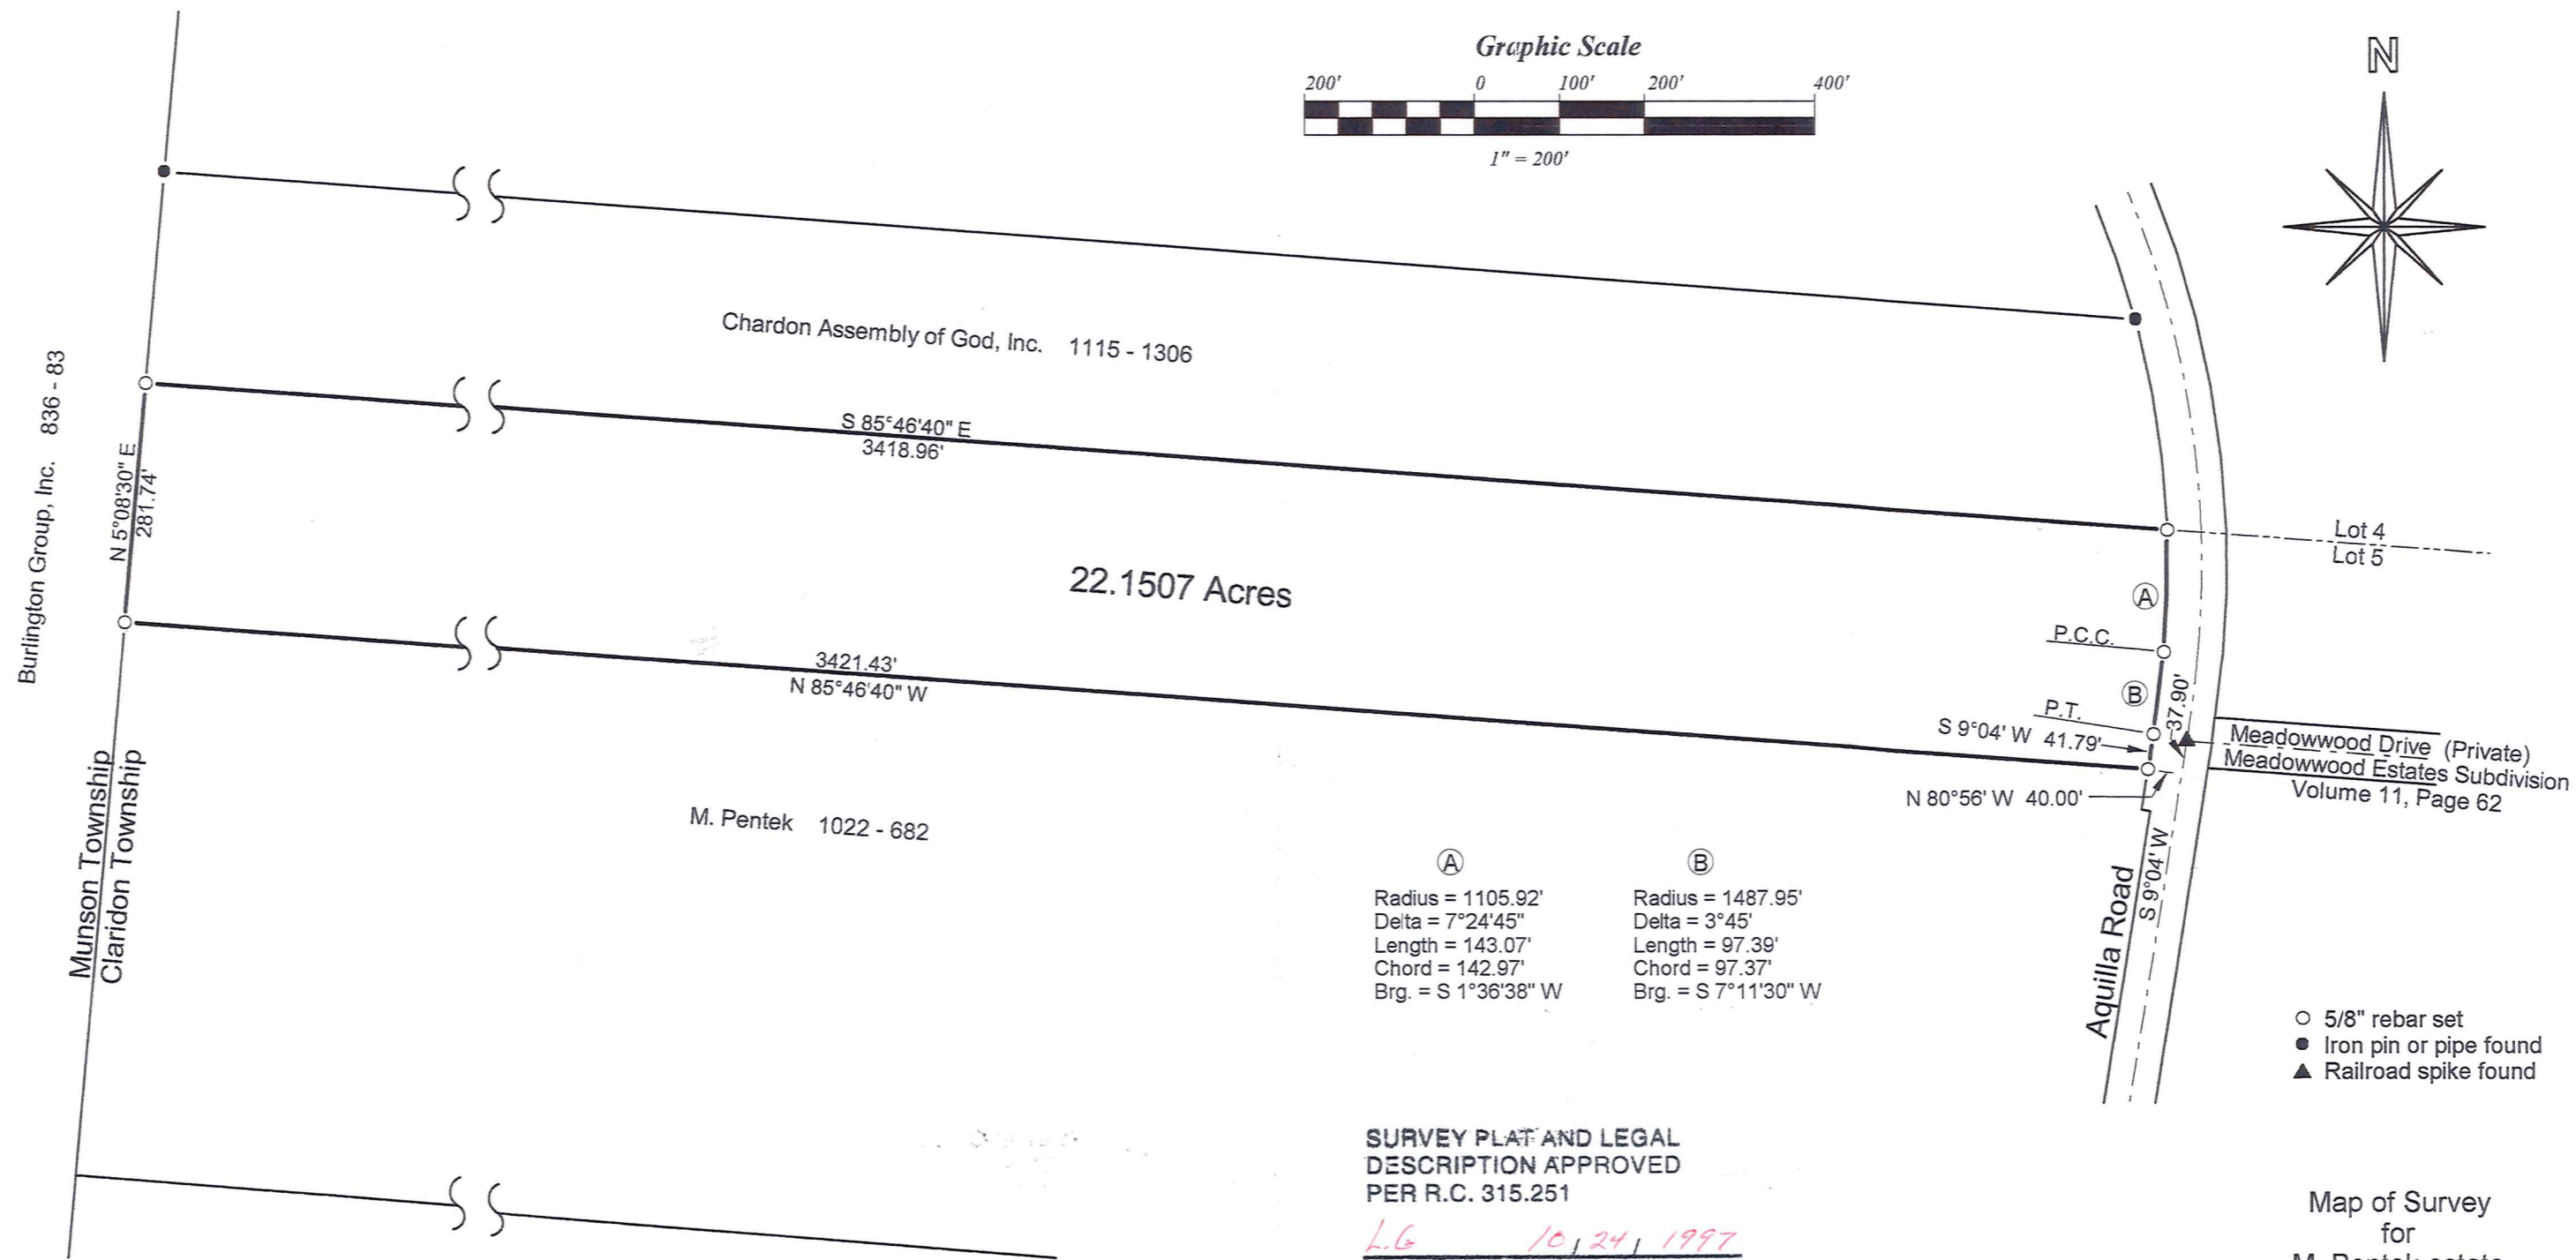 Graphic Scale
200' 0 100' 200' 400'
1" = 200'
N
Chardon Assembly of God, Inc. 1115 - 1306
Burlington Group, Inc. 836 - 83
S 85°46'40" E
3418.96'
N 5°08'30" E
281.74'
Lot 4
Lot 5
22.1507 Acres
A
P.C.C.
B
37.90'
P.T.
3421.43'
N 85°46'40" W
S 9°04' W 41.79'
Meadowwood Drive (Private)
Meadowwood Estates Subdivision
Volume 11, Page 62
N 80°56' W 40.00'
M. Pentek 1022 - 682
Munson Township
Claridon Township
Aquilla Road
S 9°04' W
A
Radius = 1105.92'
Delta = 7°24'45"
Length = 143.07'
Chord = 142.97'
Brg. = S 1°36'38" W
B
Radius = 1487.95'
Delta = 3°45'
Length = 97.39'
Chord = 97.37'
Brg. = S 7°11'30" W
5/8" rebar set
Iron pin or pipe found
Railroad spike found
SURVEY PLAT AND LEGAL
DESCRIPTION APPROVED
PER R.C. 315.251
L.G 10, 24, 1997
Map of Survey
for
M. Pentek estate